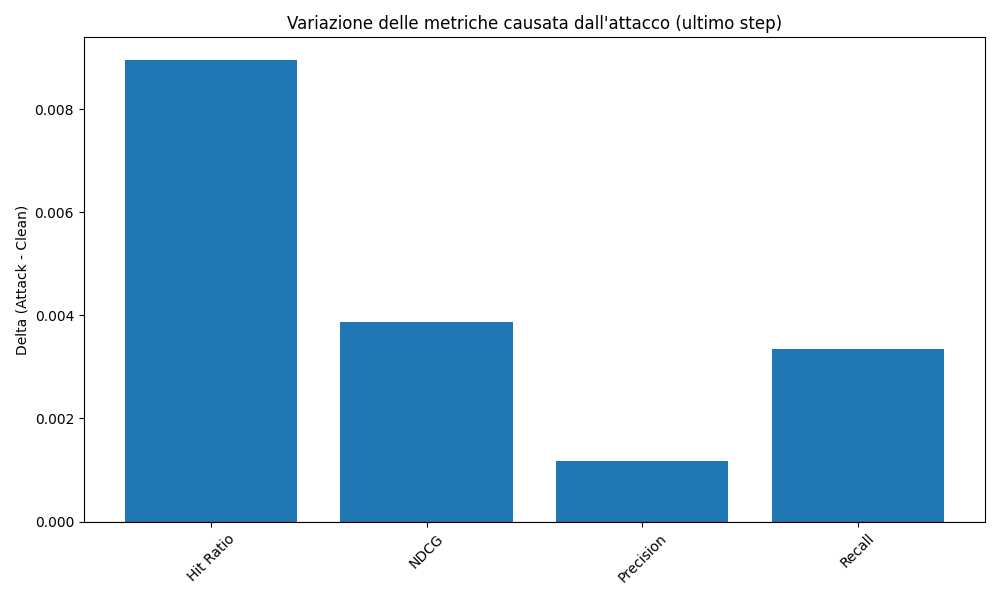 Variazione delle metriche causata dall'attacco (ultimo step)
Delta (Attack - Clean)
0.008
0.006
0.004
0.002
0.000
Hit Ratio
NDCG
Precision
Recall